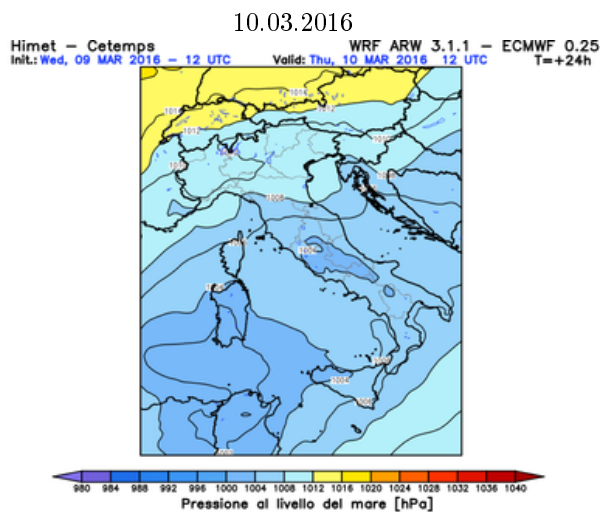 10.03.2016
Himet – Cetemps WRF ARW 3.1.1 – ECMWF 0.25
Init.: Wed, 09 MAR 2016 – 12 UTC Valid: Thu, 10 MAR 2016 12 UTC T=+24h
1016
1012
1012
1008
1004
980 984 988 992 996 1000 1004 1008 1012 1016 1020 1024 1028 1032 1036 1040
Pressione al livello del mare [hPa]